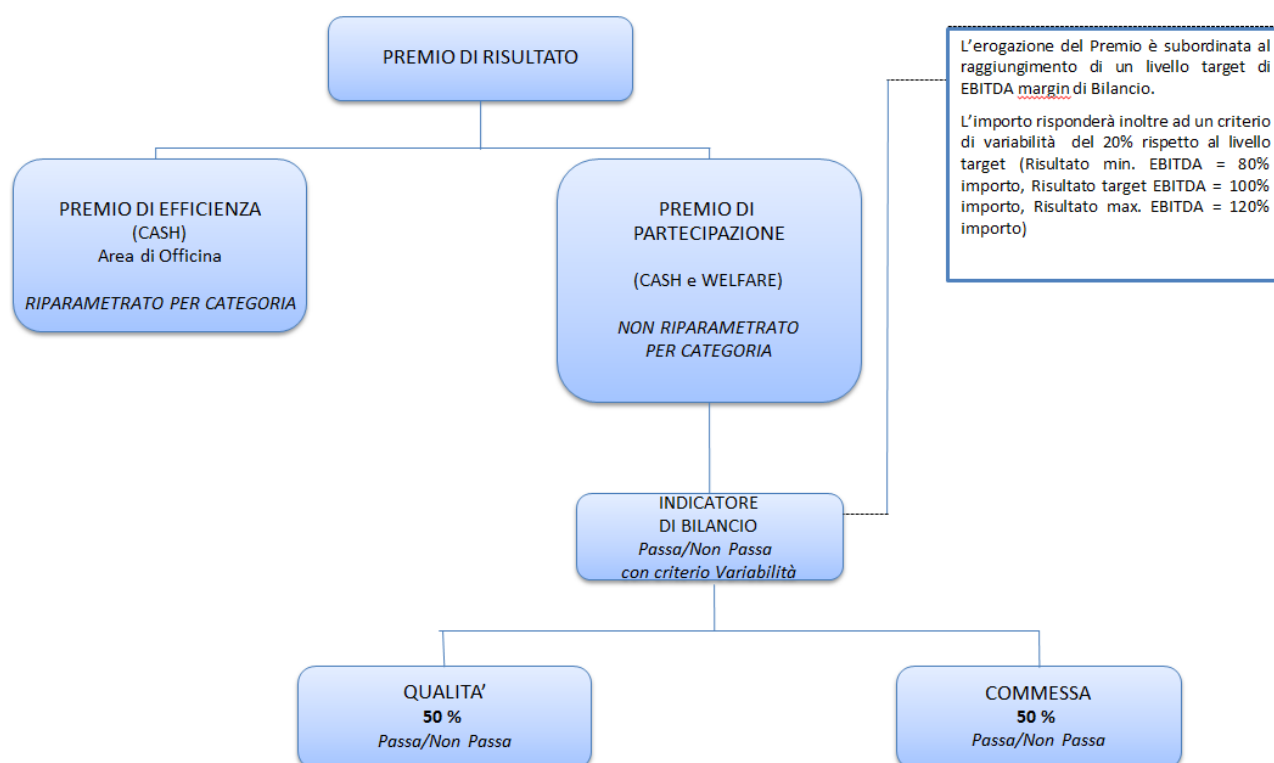 PREMIO DI RISULTATO
L'erogazione del Premio è subordinata al
raggiungimento di un livello target di
EBITDA margin di Bilancio.
L'importo risponderà inoltre ad un criterio
di variabilità del 20% rispetto al livello
target (Risultato min. EBITDA = 80%
importo, Risultato target EBITDA = 100%
importo, Risultato max. EBITDA = 120%
importo)
PREMIO DI EFFICIENZA
(CASH)
Area di Officina
RIPARAMETRATO PER CATEGORIA
PREMIO DI
PARTECIPAZIONE
(CASH e WELFARE)
NON RIPARAMETRATO
PER CATEGORIA
INDICATORE
DI BILANCIO
Passa/Non Passa
con criterio Variabilità
QUALITA'
50 %
Passa/Non Passa
COMMESSA
50 %
Passa/Non Passa